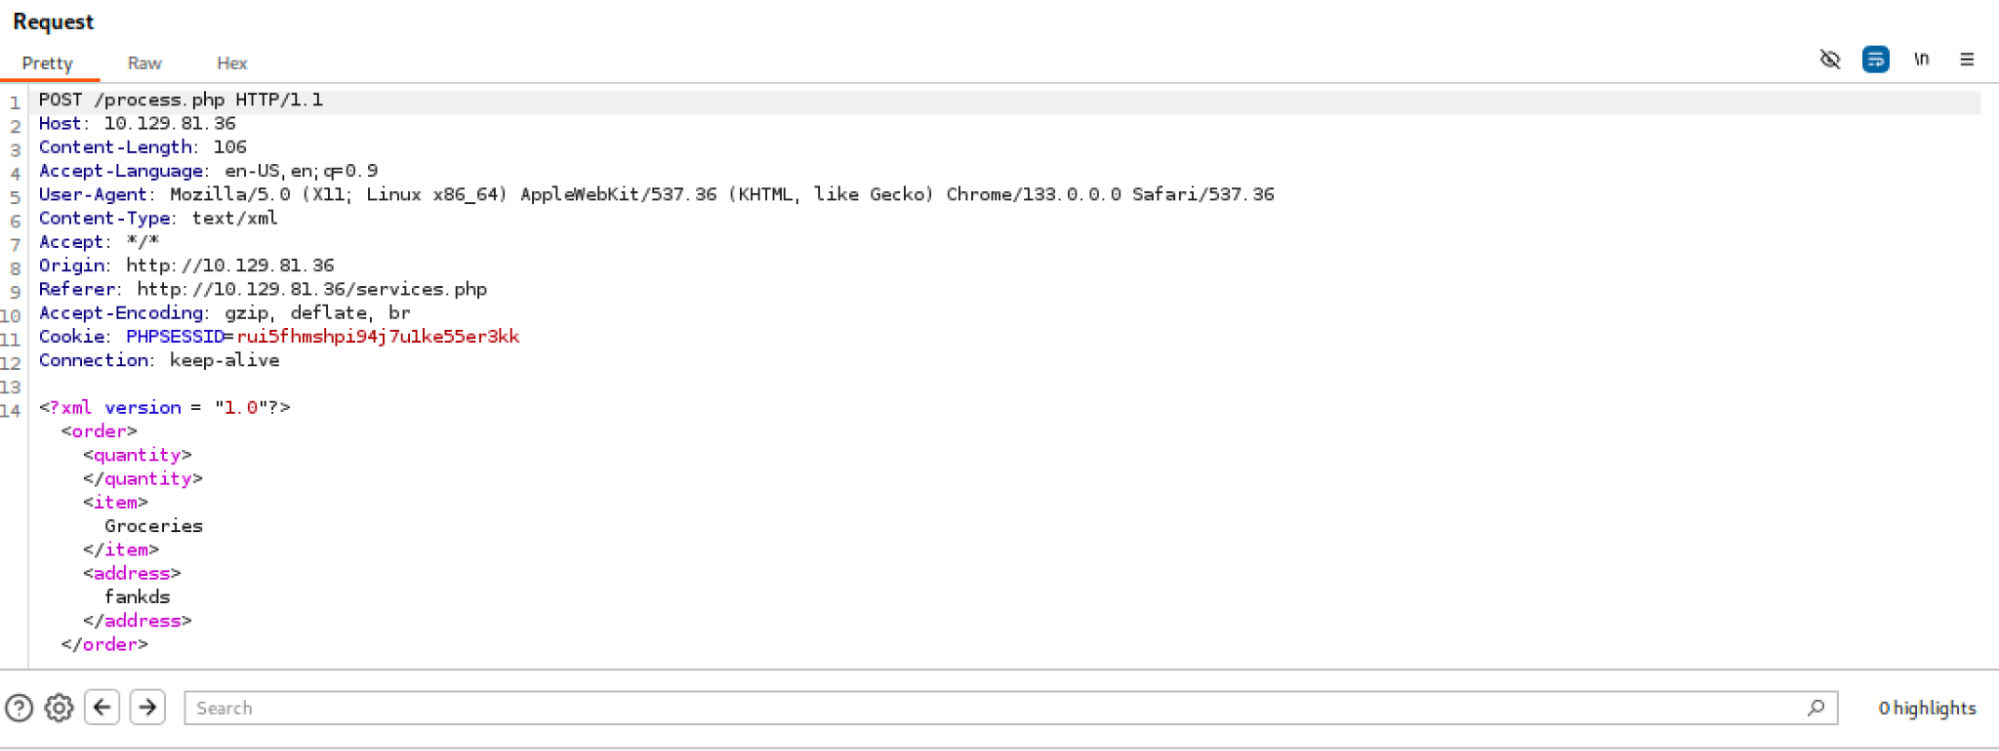 Request
Pretty Raw Hex
\n
1 POST /process.php HTTP/1.1
2 Host: 10.129.81.36
3 Content-Length: 106
4 Accept-Language: en-US,en;q=0.9
5 User-Agent: Mozilla/5.0 (X11; Linux x86_64) AppleWebKit/537.36 (KHTML, like Gecko) Chrome/133.0.0.0 Safari/537.36
6 Content-Type: text/xml
7 Accept: */*
8 Origin: http://10.129.81.36
9 Referer: http://10.129.81.36/services.php
10 Accept-Encoding: gzip, deflate, br
11 Cookie: PHPSESSID=rui5fhmshpi94j7u1ke55er3kk
12 Connection: keep-alive
13
14 <?xml version = "1.0"?>
<order>
<quantity>
</quantity>
<item>
Groceries
</item>
<address>
fankds
</address>
</order>
Search
0 highlights